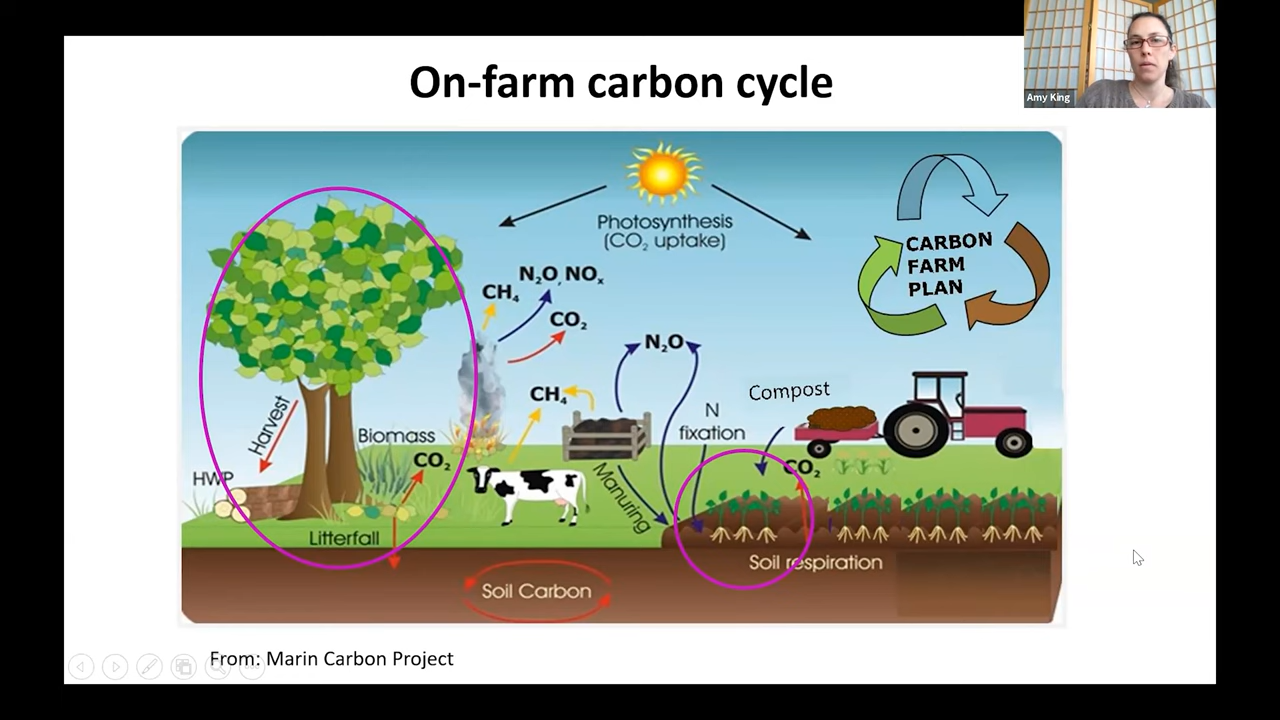 On-farm carbon cycle
Amy King
Photosynthesis
(CO₂ uptake)
CARBON
FARM
PLAN
N₂O, NOₓ
CH₄
CO₂
N₂O
CH₄
Compost
N
fixation
Harvest
Biomass
CO₂
CO₂
HWP
Manuring
Litterfall
Soil respiration
Soil Carbon
From: Marin Carbon Project